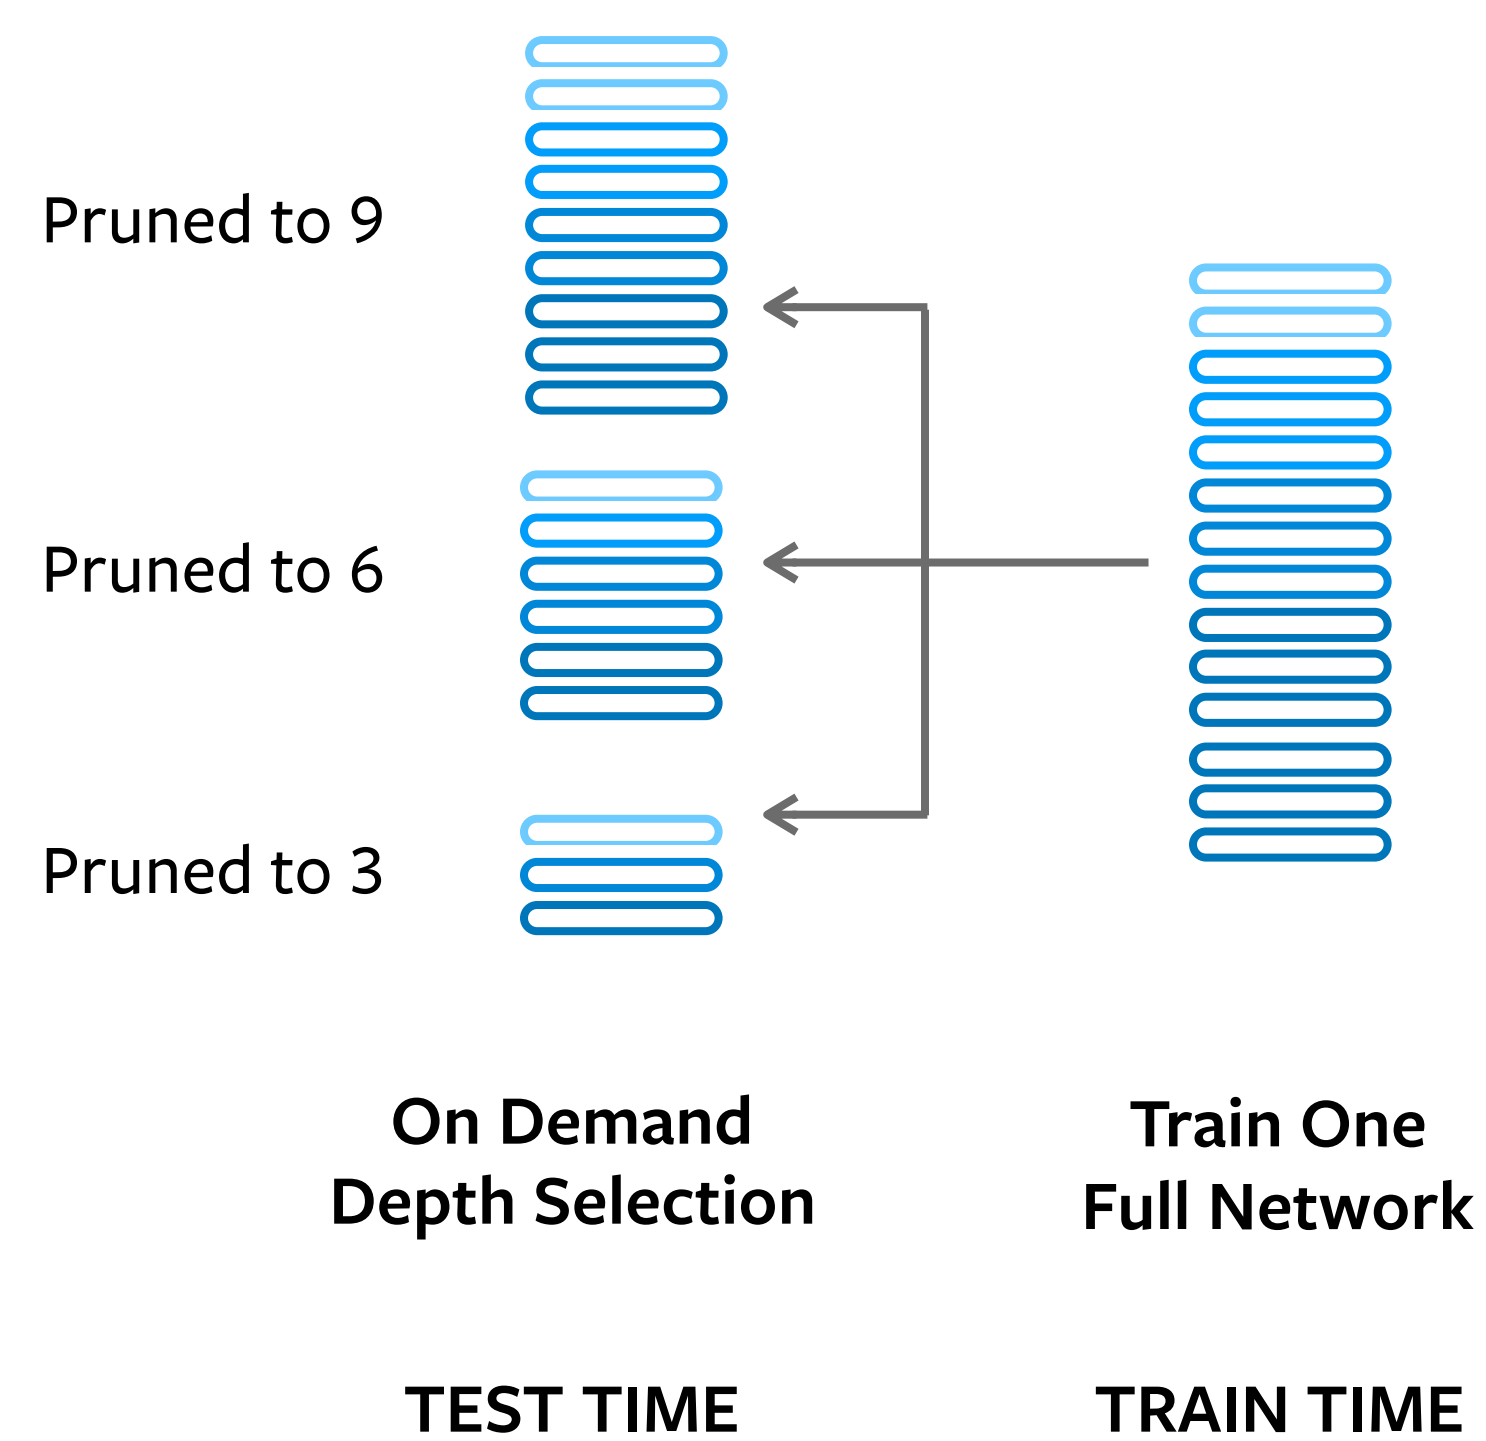 Pruned to 9
Pruned to 6
Pruned to 3
On Demand
Depth Selection
Train One
Full Network
TEST TIME
TRAIN TIME